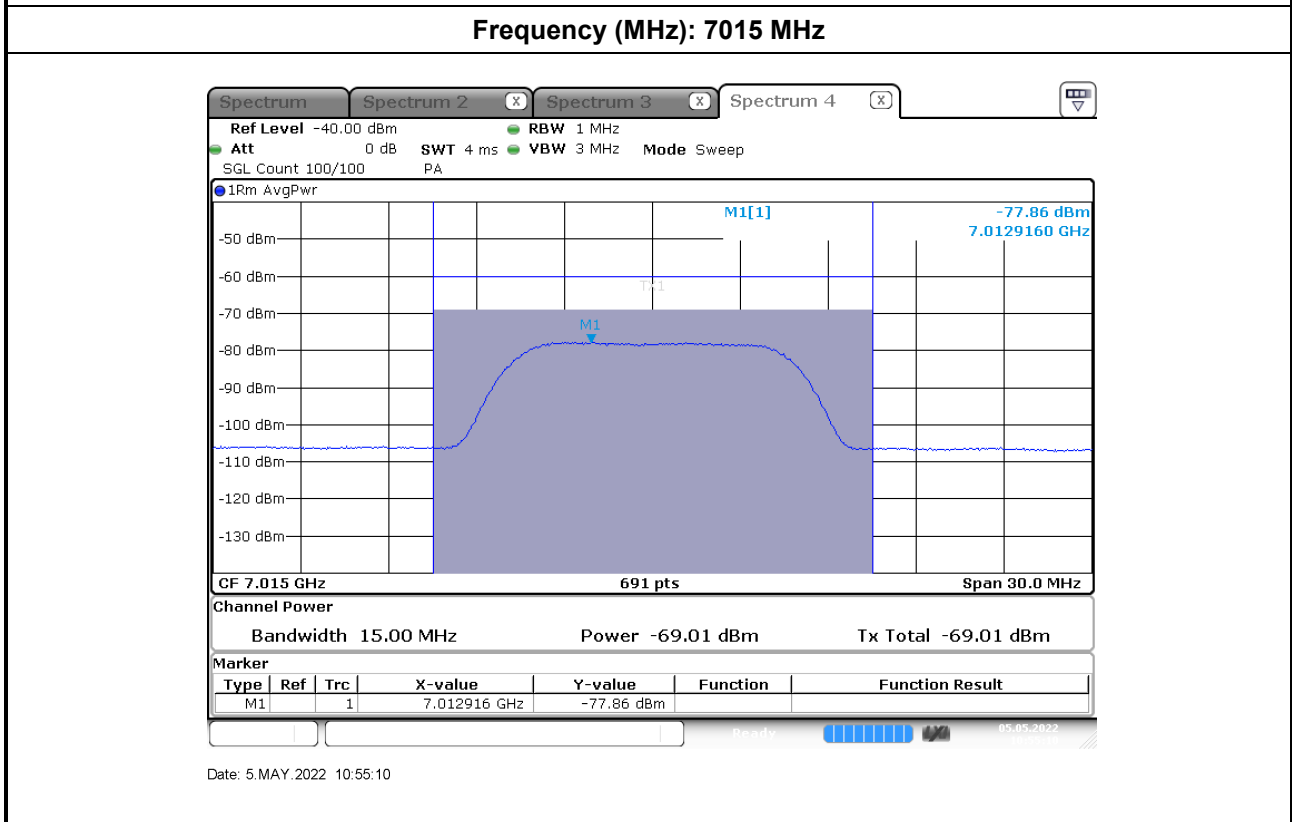 Frequency (MHz): 7015 MHz
Spectrum Spectrum 2 X Spectrum 3 X Spectrum 4 X
Ref Level -40.00 dBm RBW 1 MHz
Att 0 dB SWT 4 ms VBW 3 MHz Mode Sweep
SGL Count 100/100 PA
1Rm AvgPwr
M1[1] -77.86 dBm
7.0129160 GHz
-50 dBm
-60 dBm
TX1
-70 dBm
M1
-80 dBm
-90 dBm
-100 dBm
-110 dBm
-120 dBm
-130 dBm
CF 7.015 GHz 691 pts Span 30.0 MHz
Channel Power
Bandwidth 15.00 MHz Power -69.01 dBm Tx Total -69.01 dBm
Marker
Type Ref Trc X-value Y-value Function Function Result
M1 1 7.012916 GHz -77.86 dBm
Ready 05.05.2022
Date: 5.MAY.2022 10:55:10